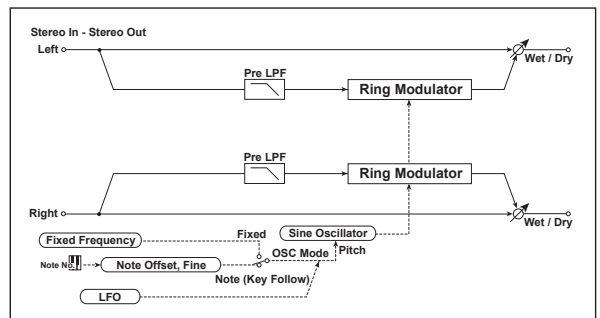 Stereo In - Stereo Out
Left
Wet / Dry
Pre LPF
Ring Modulator
Pre LPF
Ring Modulator
Right
Wet / Dry
Fixed Frequency
Fixed
Sine Oscillator
OSC Mode
Pitch
Note No.
Note Offset, Fine
Note (Key Follow)
LFO